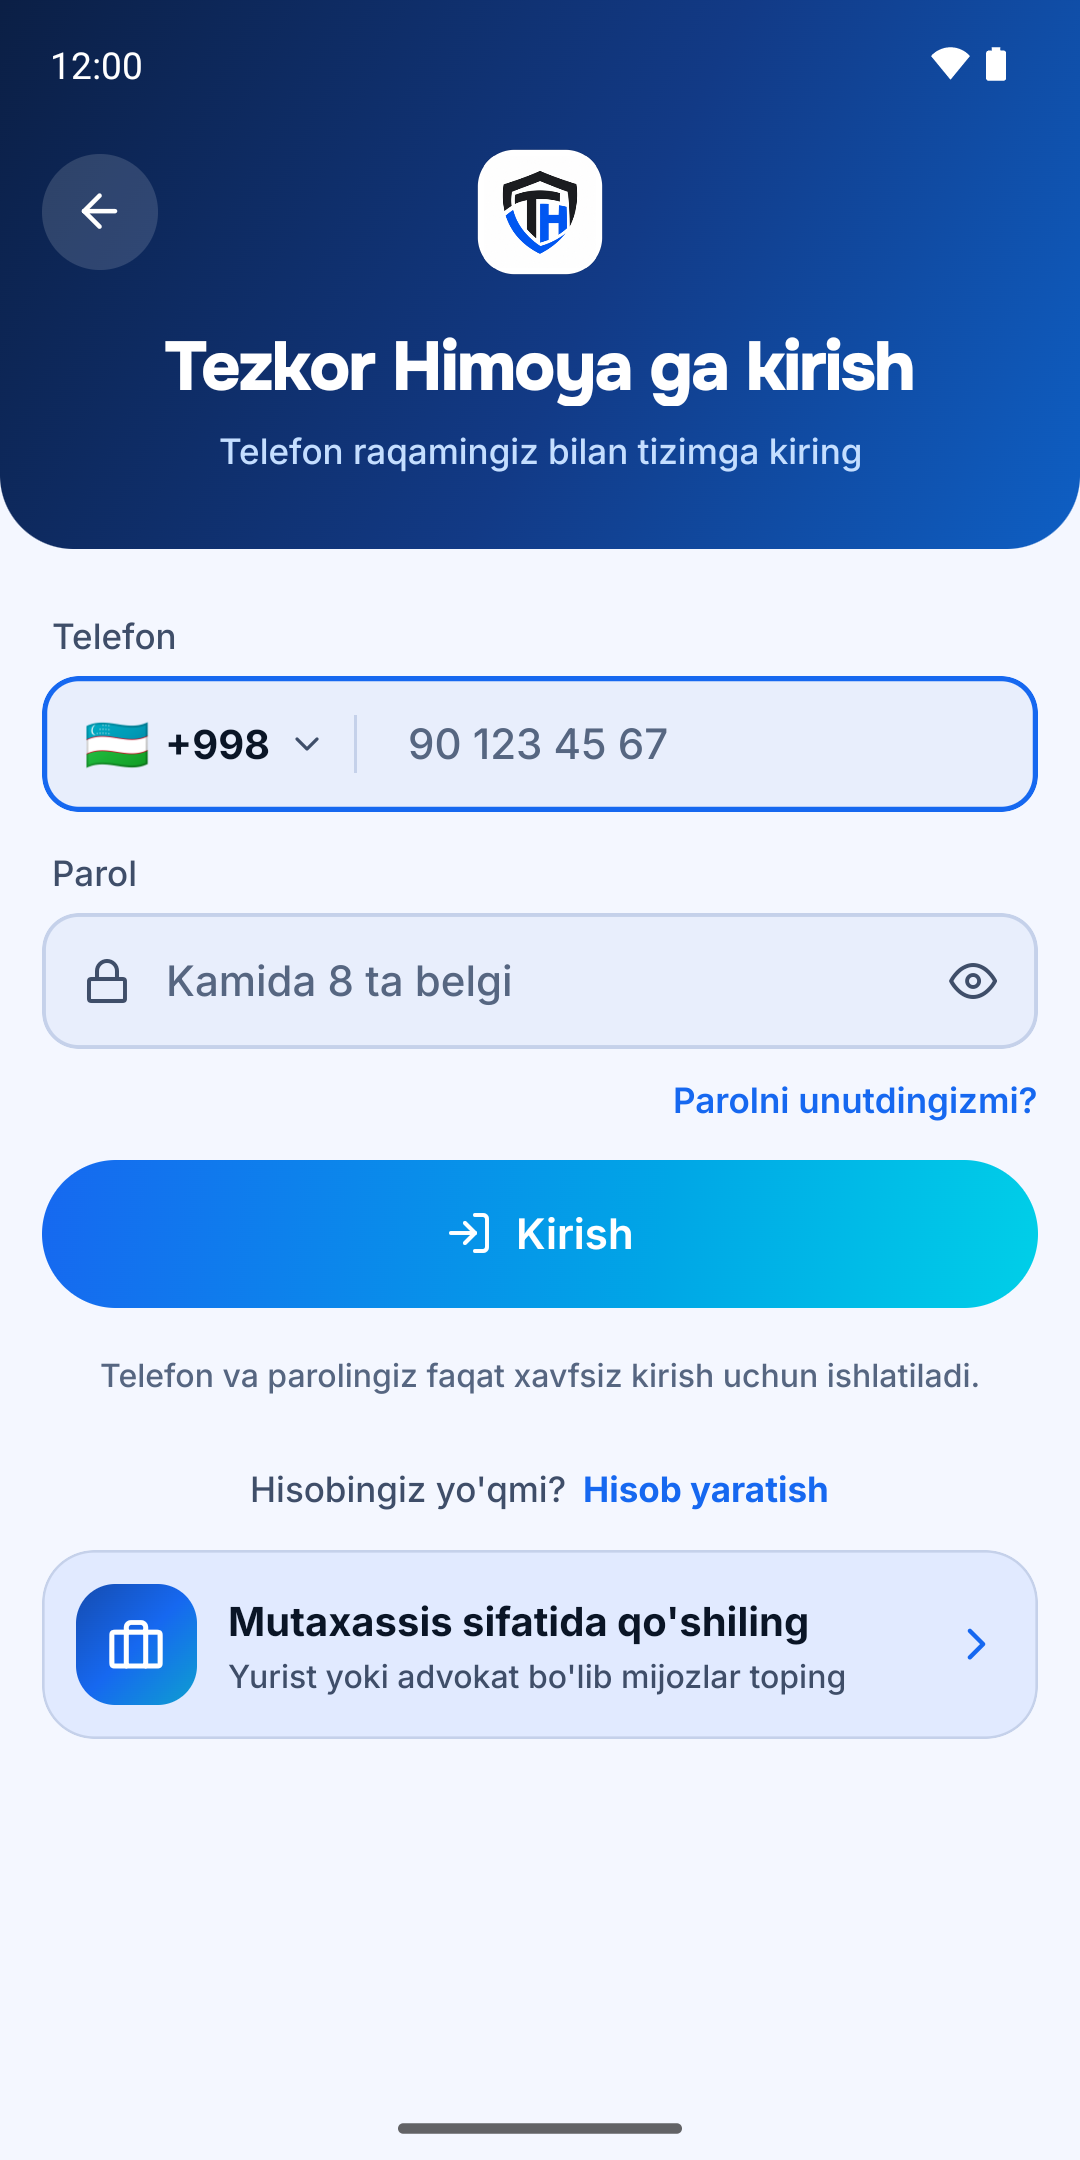 12:00
TH
Tezkor Himoya ga kirish
Telefon raqamingiz bilan tizimga kiring
Telefon
+998 90 123 45 67
Parol
Kamida 8 ta belgi
Parolni unutdingizmi?
Kirish
Telefon va parolingiz faqat xavfsiz kirish uchun ishlatiladi.
Hisobingiz yo'qmi? Hisob yaratish
Mutaxassis sifatida qo'shiling
Yurist yoki advokat bo'lib mijozlar toping